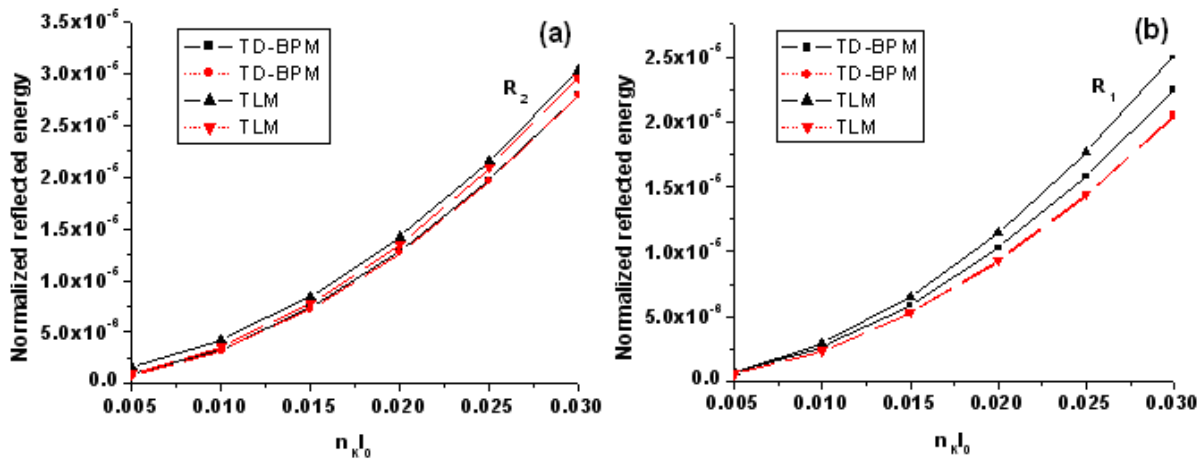 (a)
Normalized reflected energy
3.5x10⁻⁶
3.0x10⁻⁶
2.5x10⁻⁶
2.0x10⁻⁶
1.5x10⁻⁶
1.0x10⁻⁶
5.0x10⁻⁶
0.0
TD-BPM
TD-BPM
TLM
TLM
R₂
0.005 0.010 0.015 0.020 0.025 0.030
nₖI₀
(b)
Normalized reflected energy
2.5x10⁻⁶
2.0x10⁻⁶
1.5x10⁻⁶
1.0x10⁻⁶
5.0x10⁻⁶
0.0
TD-BPM
TD-BPM
TLM
TLM
R₁
0.005 0.010 0.015 0.020 0.025 0.030
nₖI₀